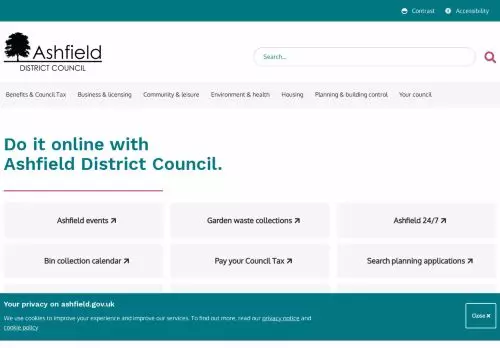 Contrast Accessibility
Ashfield
DISTRICT COUNCIL
Search...
Benefits & Council Tax Business & licensing Community & leisure Environment & health Housing Planning & building control Your council
Do it online with
Ashfield District Council.
Ashfield events Garden waste collections Ashfield 24/7
Bin collection calendar Pay your Council Tax Search planning applications
Your privacy on ashfield.gov.uk
We use cookies to improve your experience and improve our services. To find out more, read our privacy notice and
cookie policy
Close